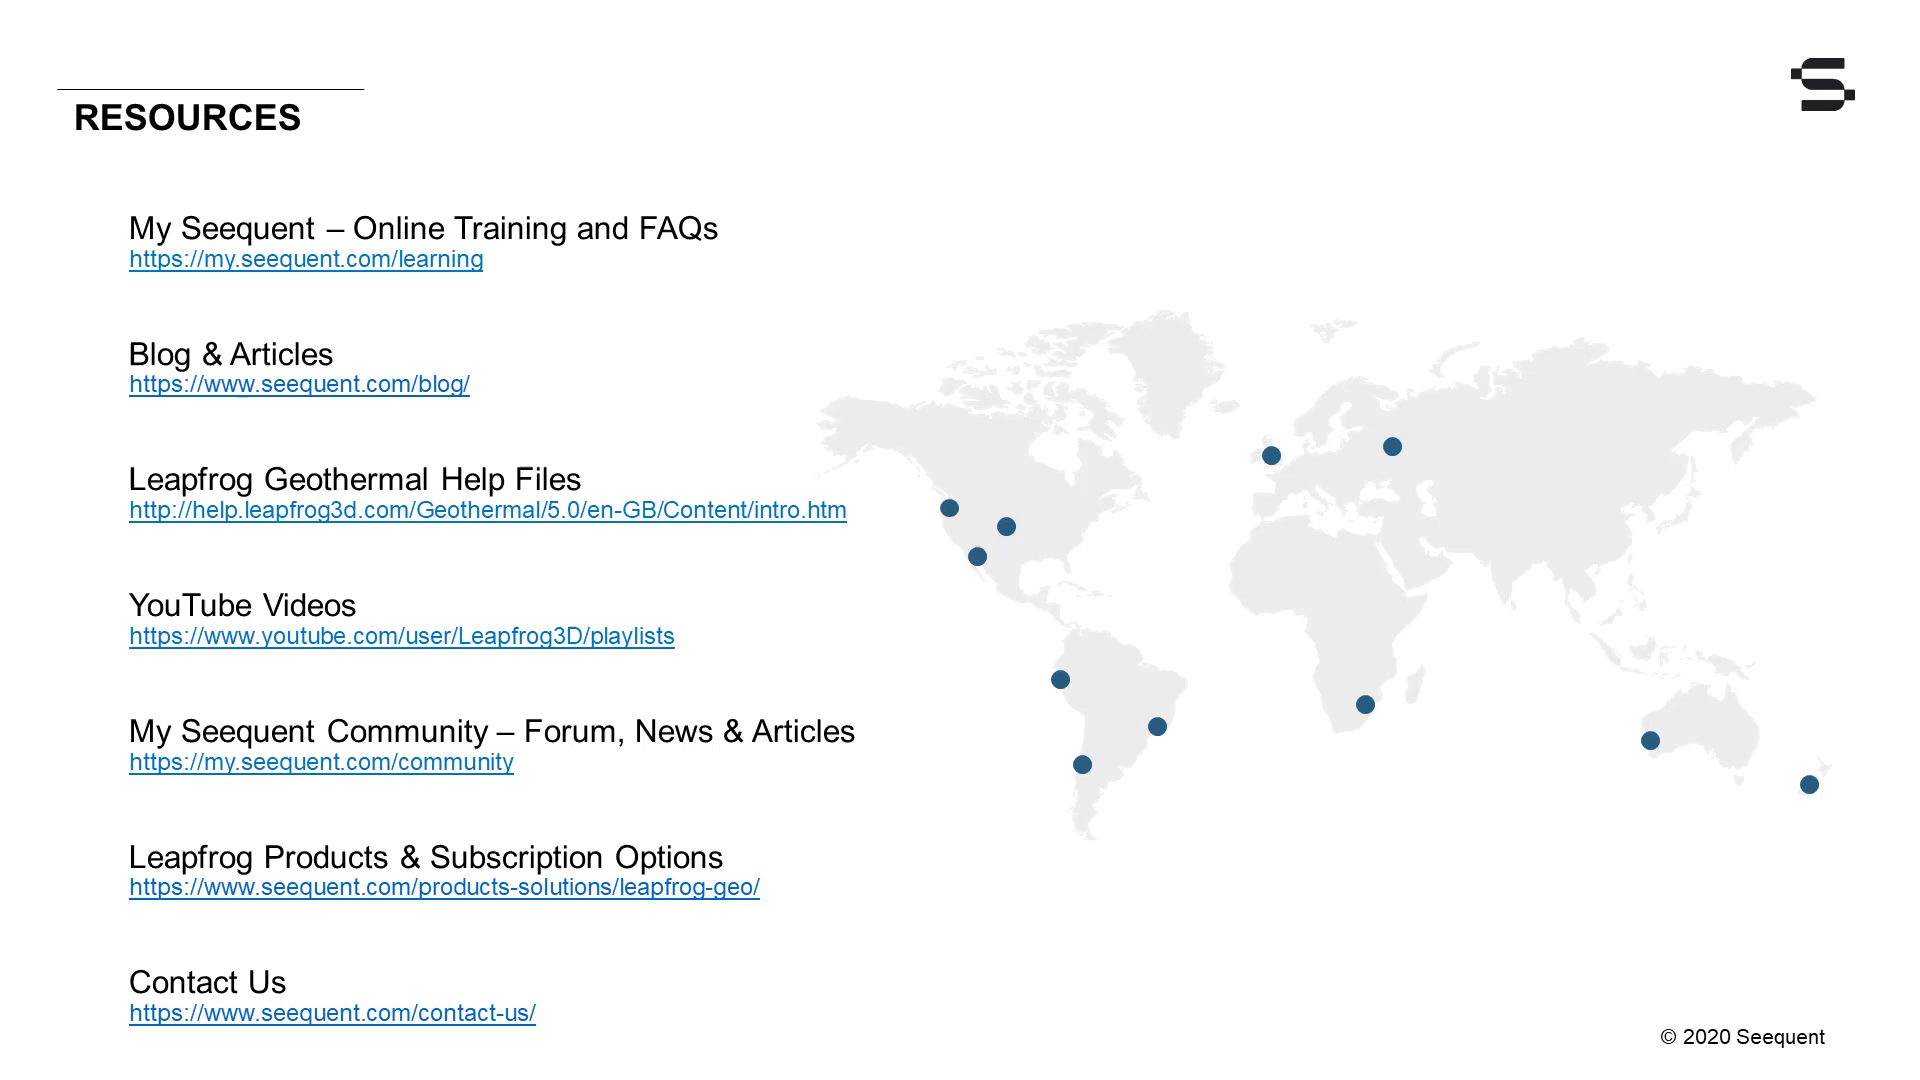 RESOURCES
My Seequent – Online Training and FAQs
https://my.seequent.com/learning
Blog & Articles
https://www.seequent.com/blog/
Leapfrog Geothermal Help Files
http://help.leapfrog3d.com/Geothermal/5.0/en-GB/Content/intro.htm
YouTube Videos
https://www.youtube.com/user/Leapfrog3D/playlists
My Seequent Community – Forum, News & Articles
https://my.seequent.com/community
Leapfrog Products & Subscription Options
https://www.seequent.com/products-solutions/leapfrog-geo/
Contact Us
https://www.seequent.com/contact-us/
© 2020 Seequent